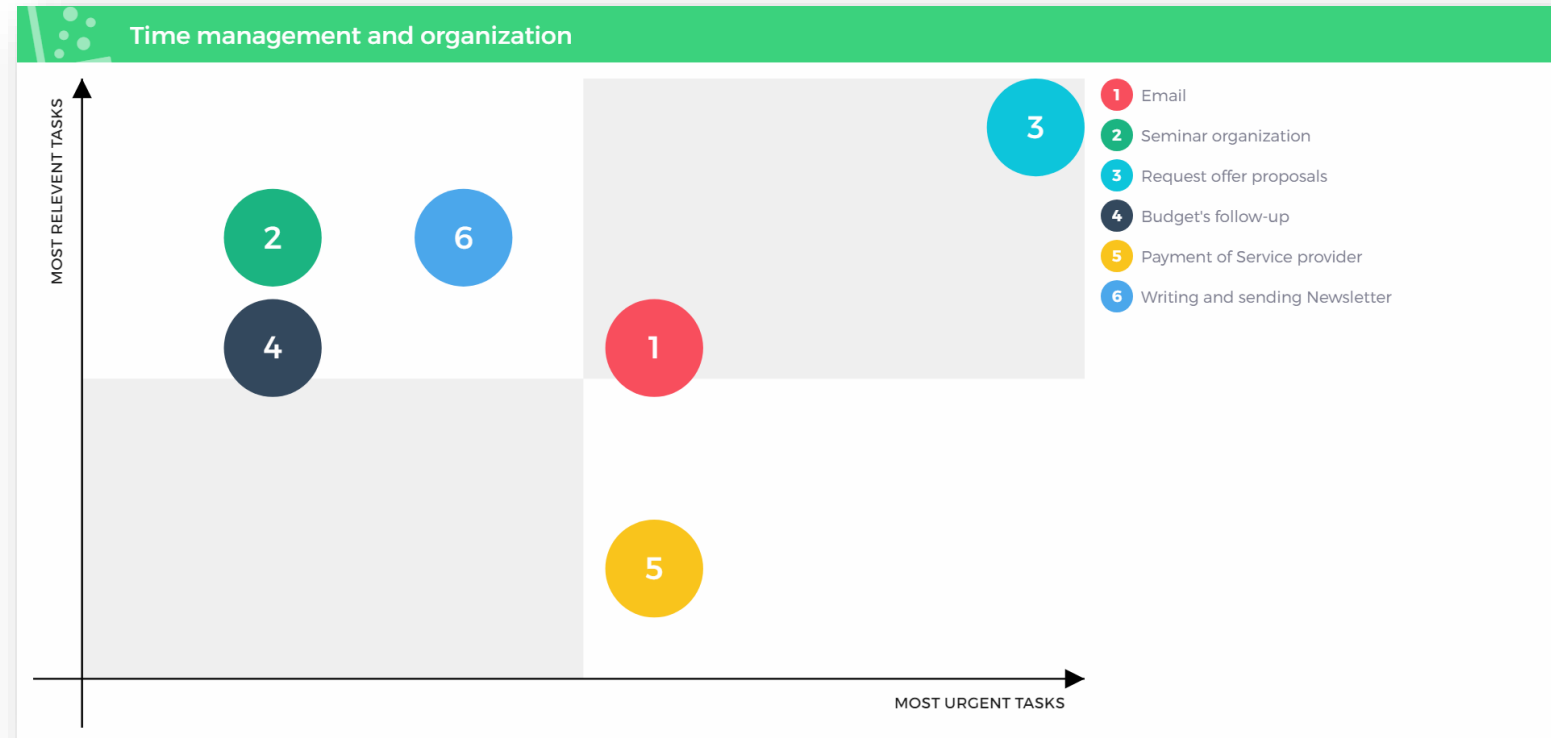 Time management and organization
MOST RELEVENT TASKS
3
2
6
4
1
5
MOST URGENT TASKS
1 Email
2 Seminar organization
3 Request offer proposals
4 Budget's follow-up
5 Payment of Service provider
6 Writing and sending Newsletter